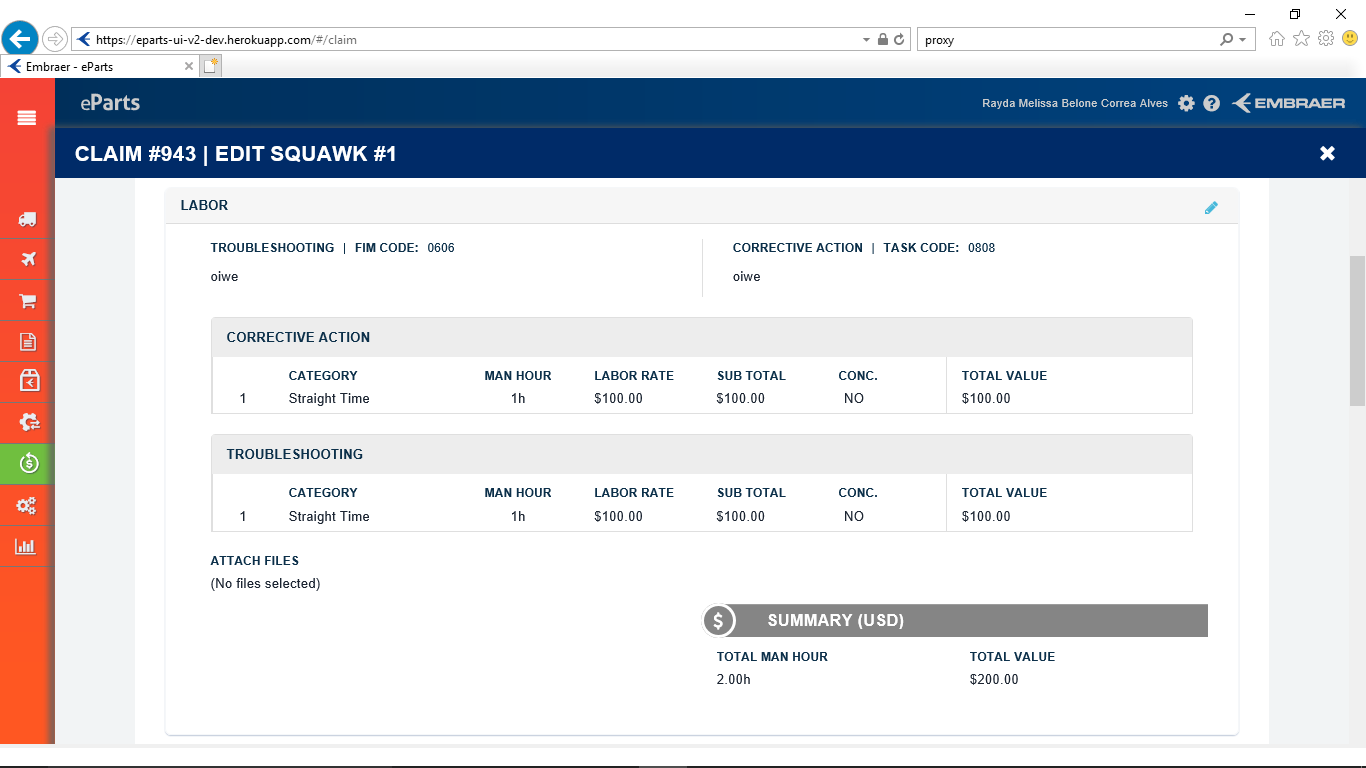 https://eparts-ui-v2-dev.herokuapp.com/#/claim
proxy
Embraer - eParts
eParts
Rayda Melissa Belone Correa Alves
EMBRAER
CLAIM #943 | EDIT SQUAWK #1
LABOR
TROUBLESHOOTING | FIM CODE: 0606
CORRECTIVE ACTION | TASK CODE: 0808
oiwe
oiwe
CORRECTIVE ACTION
CATEGORY MAN HOUR LABOR RATE SUB TOTAL CONC. TOTAL VALUE
1 Straight Time 1h $100.00 $100.00 NO $100.00
TROUBLESHOOTING
CATEGORY MAN HOUR LABOR RATE SUB TOTAL CONC. TOTAL VALUE
1 Straight Time 1h $100.00 $100.00 NO $100.00
ATTACH FILES
(No files selected)
$ SUMMARY (USD)
TOTAL MAN HOUR TOTAL VALUE
2.00h $200.00